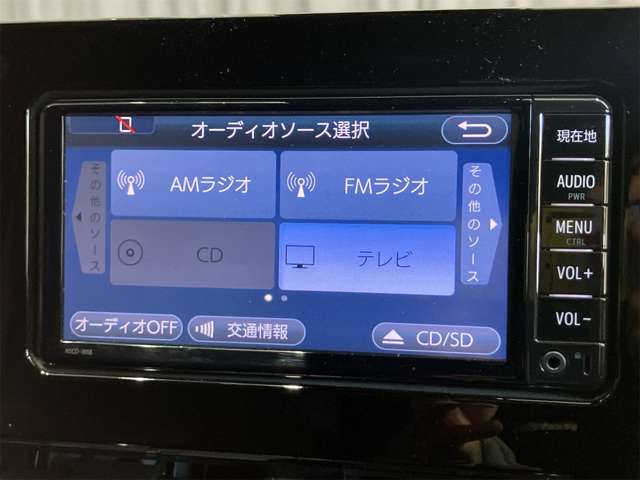 オーディオソース選択
その他のソース
AMラジオ
FMラジオ
その他のソース
CD
テレビ
オーディオOFF
交通情報
CD/SD
現在地
AUDIO
PWR
MENU
CTRL
VOL+
VOL-